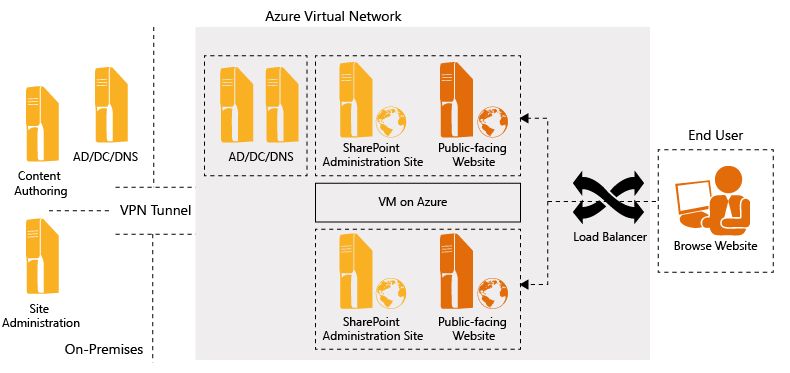 Azure Virtual Network
Content
Authoring
AD/DC/DNS
VPN Tunnel
Site
Administration
On-Premises
AD/DC/DNS
SharePoint
Administration Site
Public-facing
Website
VM on Azure
SharePoint
Administration Site
Public-facing
Website
Load Balancer
End User
Browse Website